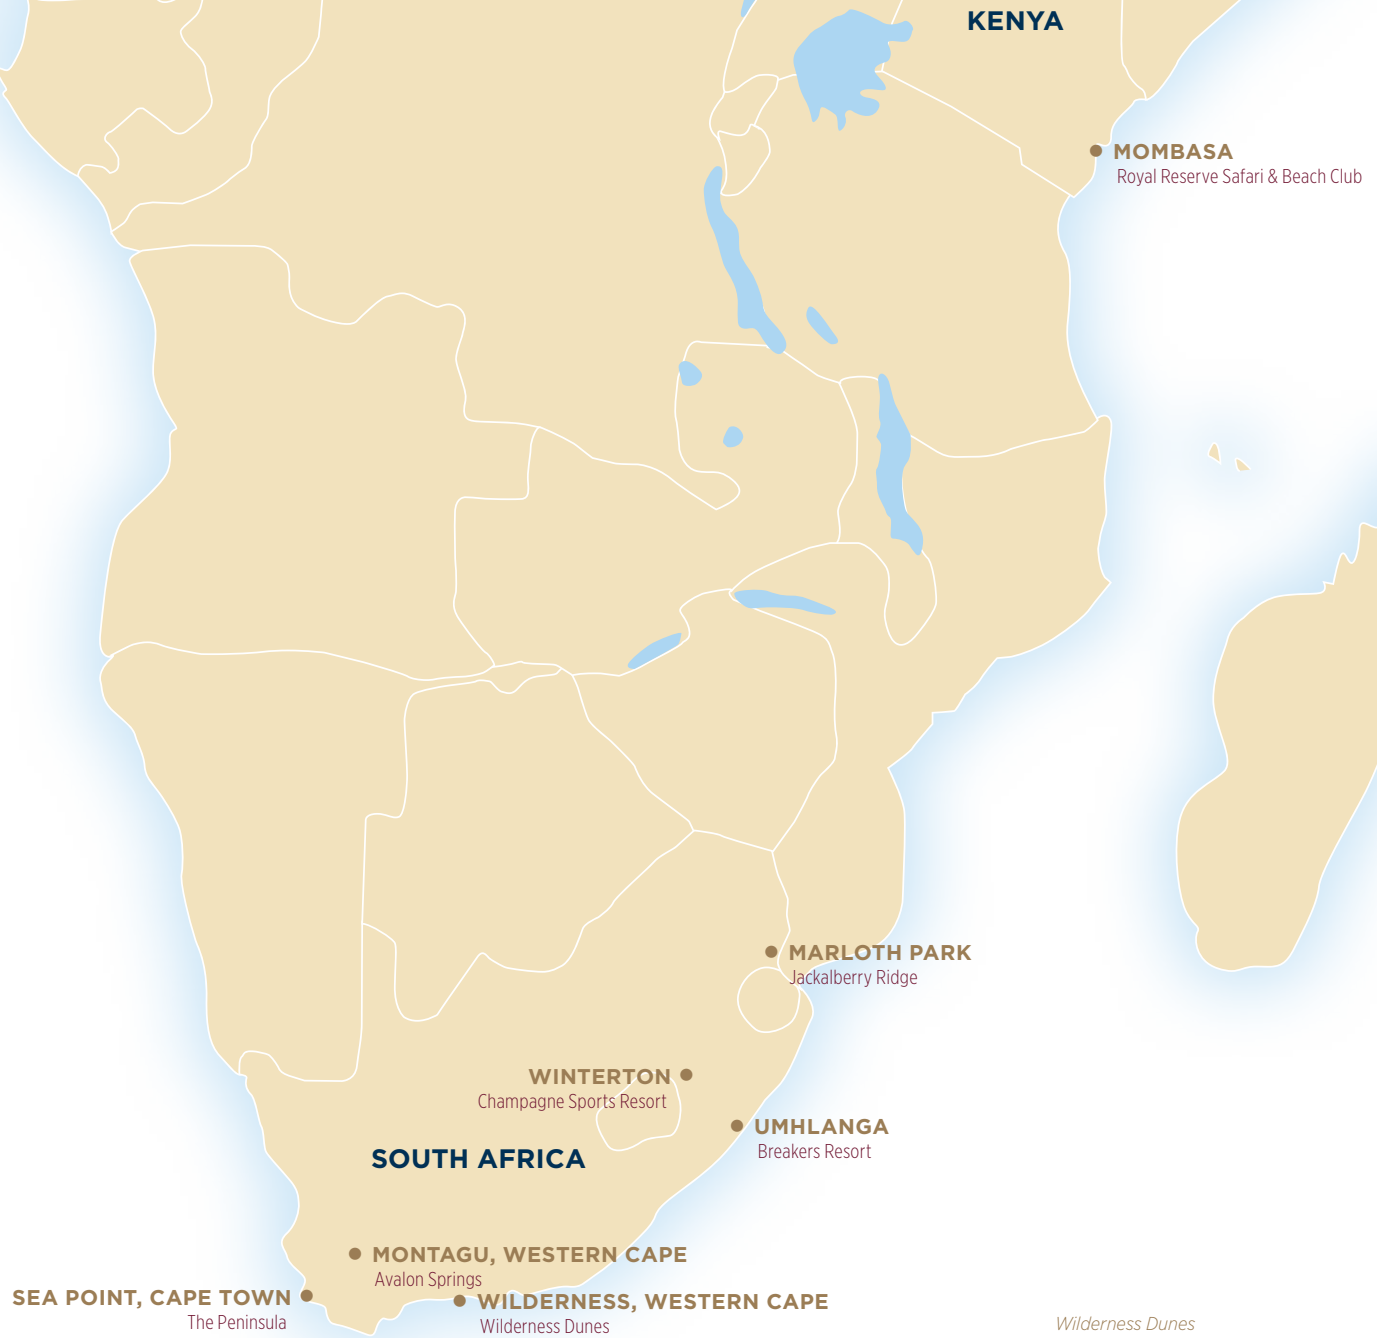 KENYA
MOMBASA
Royal Reserve Safari & Beach Club
MARLOTH PARK
Jackalberry Ridge
WINTERTON
Champagne Sports Resort
UMHLANGA
Breakers Resort
SOUTH AFRICA
MONTAGU, WESTERN CAPE
Avalon Springs
SEA POINT, CAPE TOWN
The Peninsula
WILDERNESS, WESTERN CAPE
Wilderness Dunes
Wilderness Dunes